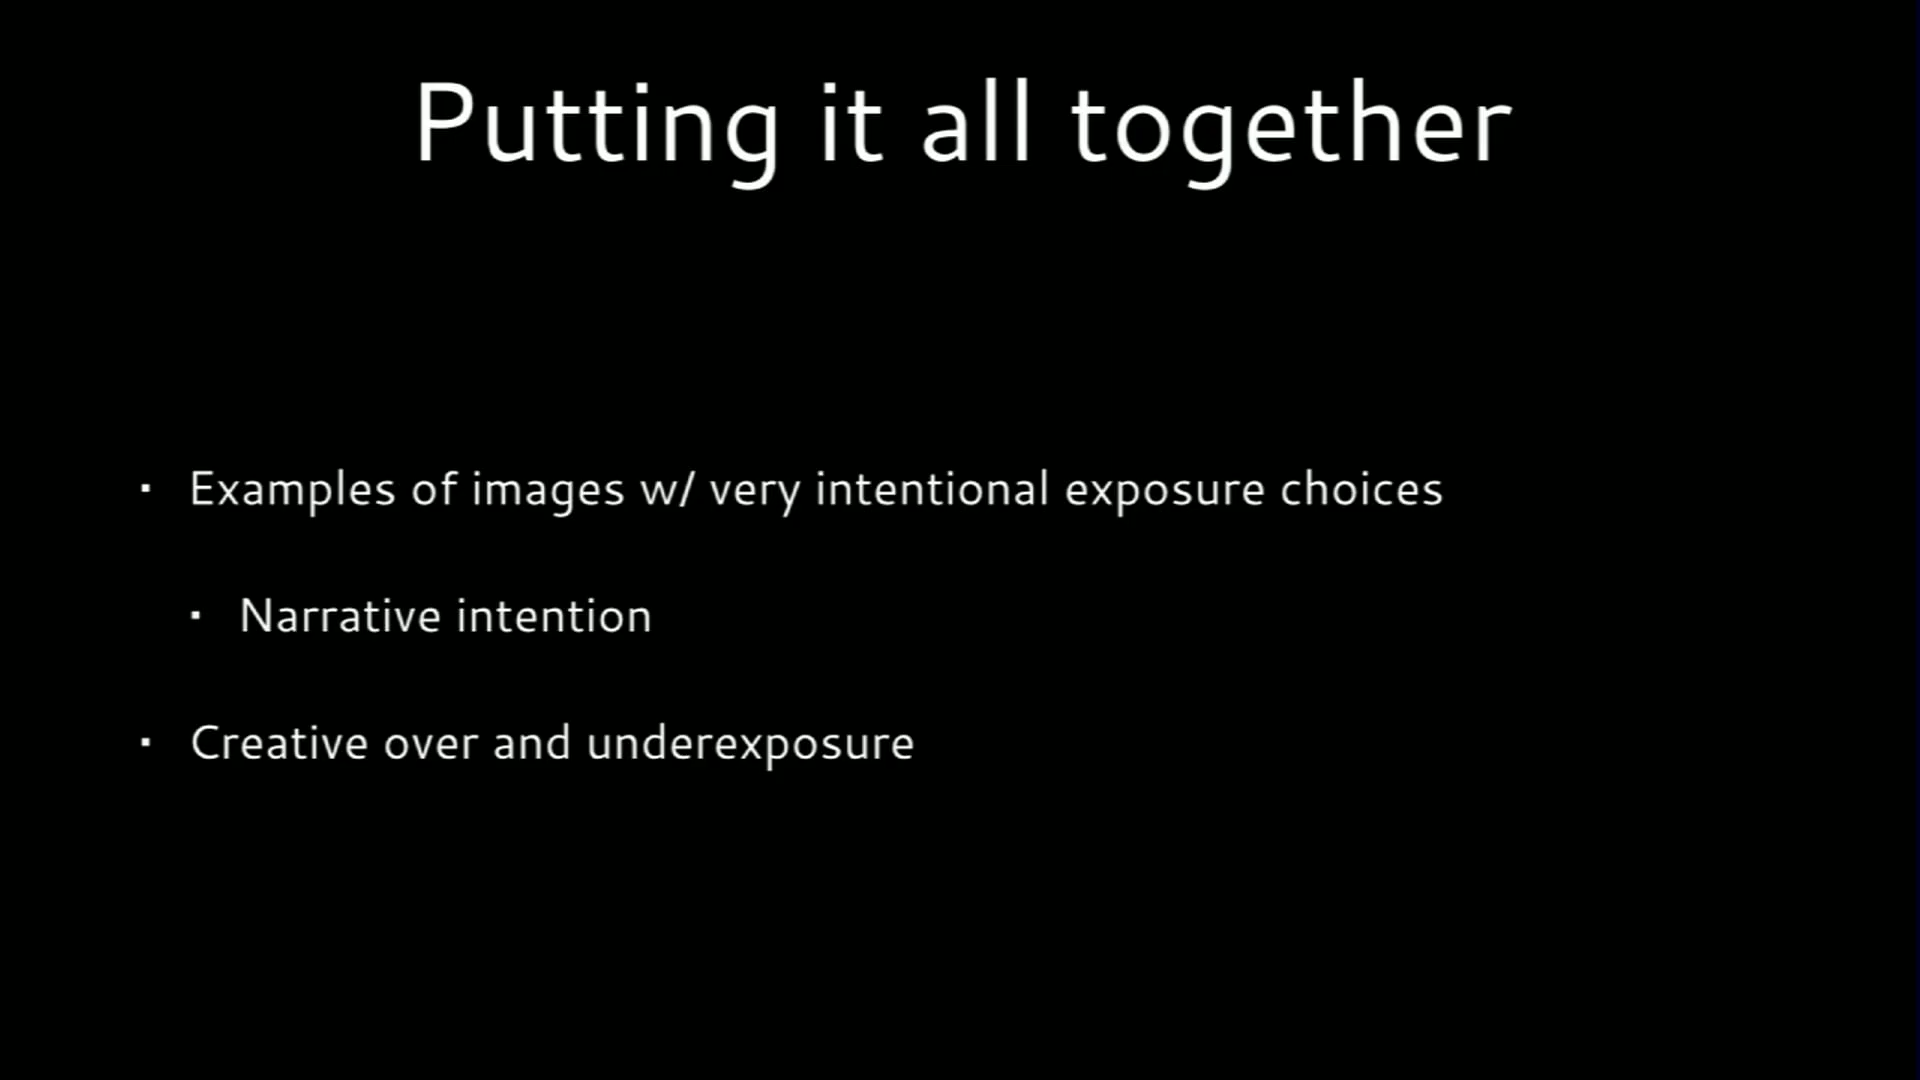 Putting it all together
▪ Examples of images w/ very intentional exposure choices
▪ Narrative intention
▪ Creative over and underexposure